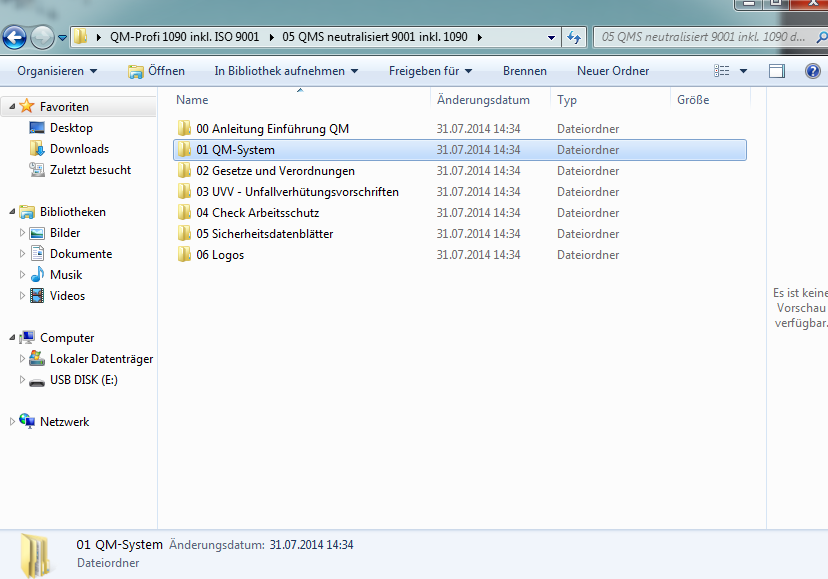 QM-Profi 1090 inkl. ISO 9001 05 QMS neutralisiert 9001 inkl. 1090 05 QMS neutralisiert 9001 inkl. 1090 d...
Organisieren Öffnen In Bibliothek aufnehmen Freigeben für Brennen Neuer Ordner
Name Änderungsdatum Typ Größe
Favoriten
Desktop
Downloads
Zuletzt besucht
Bibliotheken
Bilder
Dokumente
Musik
Videos
Computer
Lokaler Datenträger
USB DISK (E:)
Netzwerk
00 Anleitung Einführung QM 31.07.2014 14:34 Dateiordner
01 QM-System 31.07.2014 14:34 Dateiordner
02 Gesetze und Verordnungen 31.07.2014 14:34 Dateiordner
03 UVV - Unfallverhütungsvorschriften 31.07.2014 14:34 Dateiordner
04 Check Arbeitsschutz 31.07.2014 14:34 Dateiordner
05 Sicherheitsdatenblätter 31.07.2014 14:34 Dateiordner
06 Logos 31.07.2014 14:34 Dateiordner
Es ist keine
Vorschau
verfügbar.
01 QM-System Änderungsdatum: 31.07.2014 14:34
Dateiordner